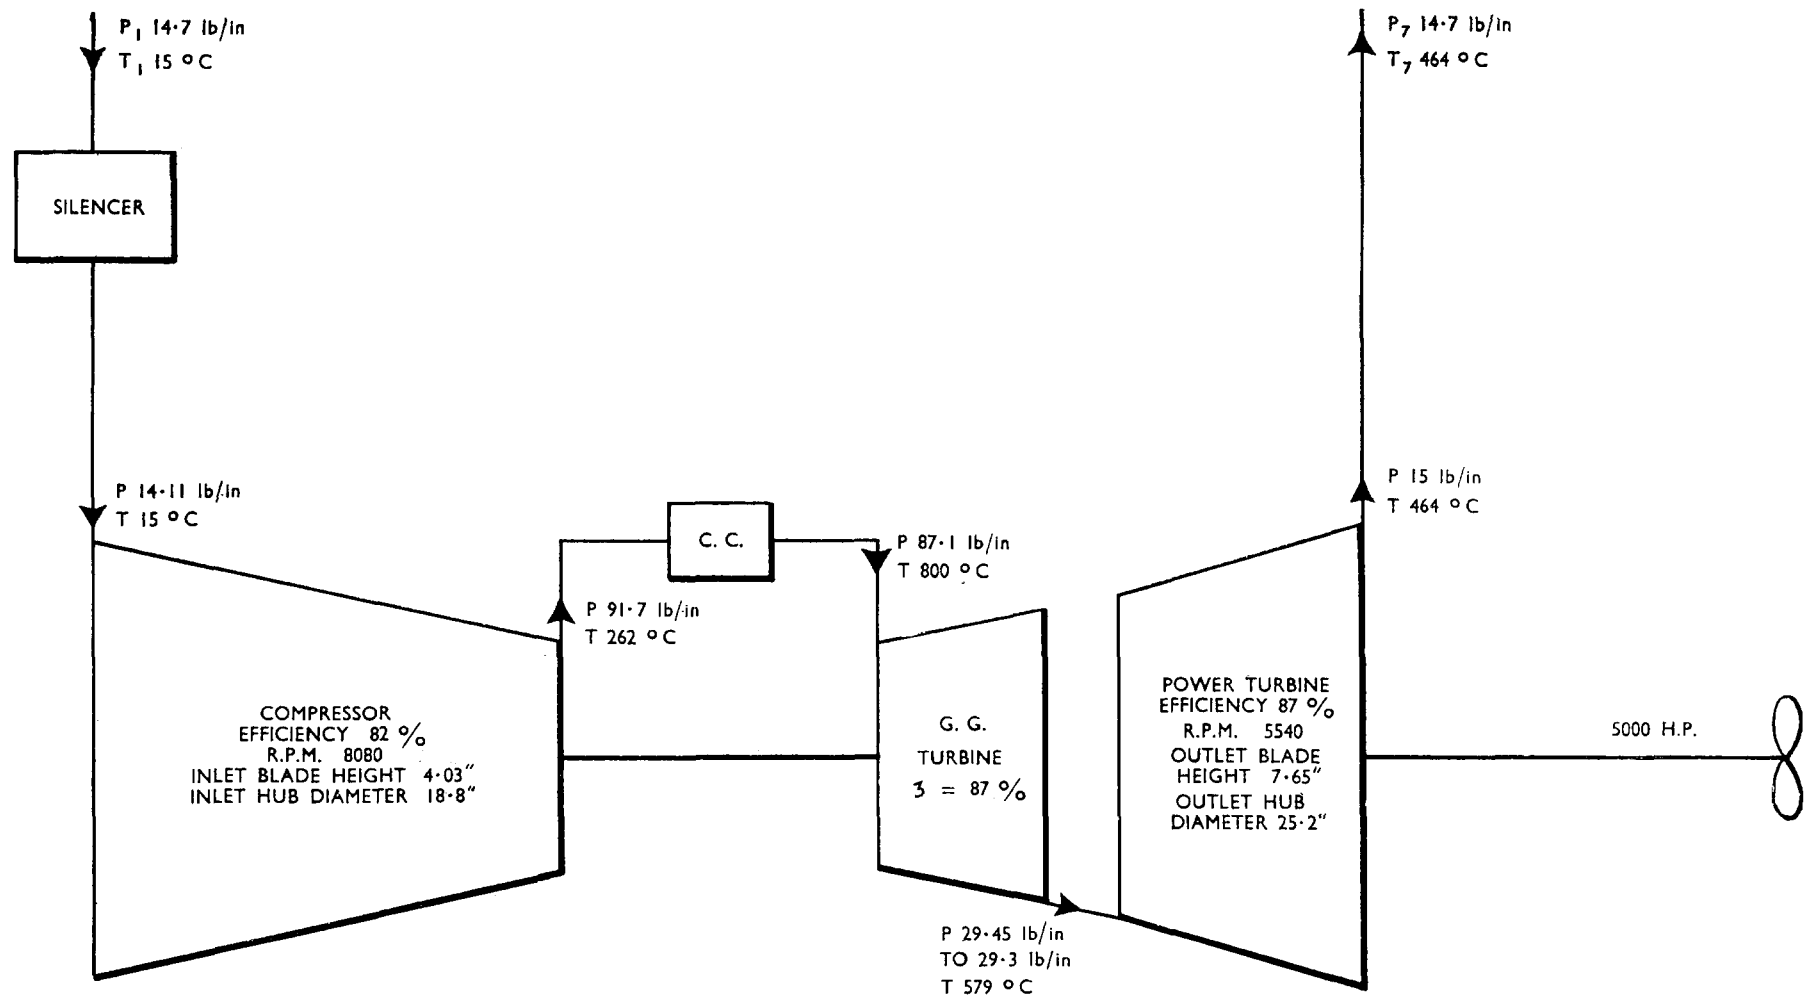 P₁ 14·7 lb/in
T₁ 15 °C
P₇ 14·7 lb/in
T₇ 464 °C
SILENCER
P 14·11 lb/in
T 15 °C
P 15 lb/in
T 464 °C
C. C.
P 87·1 lb/in
T 800 °C
P 91·7 lb/in
T 262 °C
COMPRESSOR
EFFICIENCY 82 %
R.P.M. 8080
INLET BLADE HEIGHT 4·03"
INLET HUB DIAMETER 18·8"
G. G.
TURBINE
3 = 87 %
POWER TURBINE
EFFICIENCY 87 %
R.P.M. 5540
OUTLET BLADE
HEIGHT 7·65"
OUTLET HUB
DIAMETER 25·2"
5000 H.P.
P 29·45 lb/in
TO 29·3 lb/in
T 579 °C